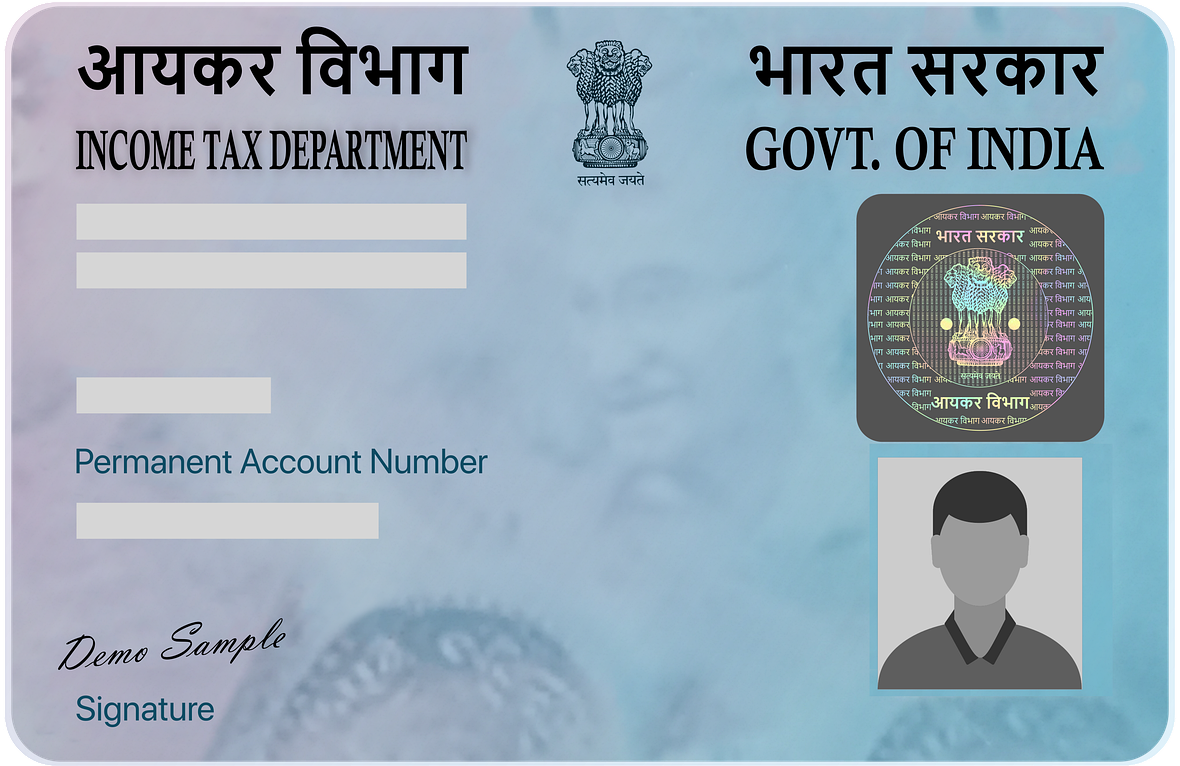 आयकर विभाग
भारत सरकार
INCOME TAX DEPARTMENT
GOVT. OF INDIA
सत्यमेव जयते
आयकर विभाग आयकर विभाग
भारत सरकार
सत्यमेव जयते
आयकर विभाग
आयकर विभाग आयकर विभाग
Permanent Account Number
Demo Sample
Signature